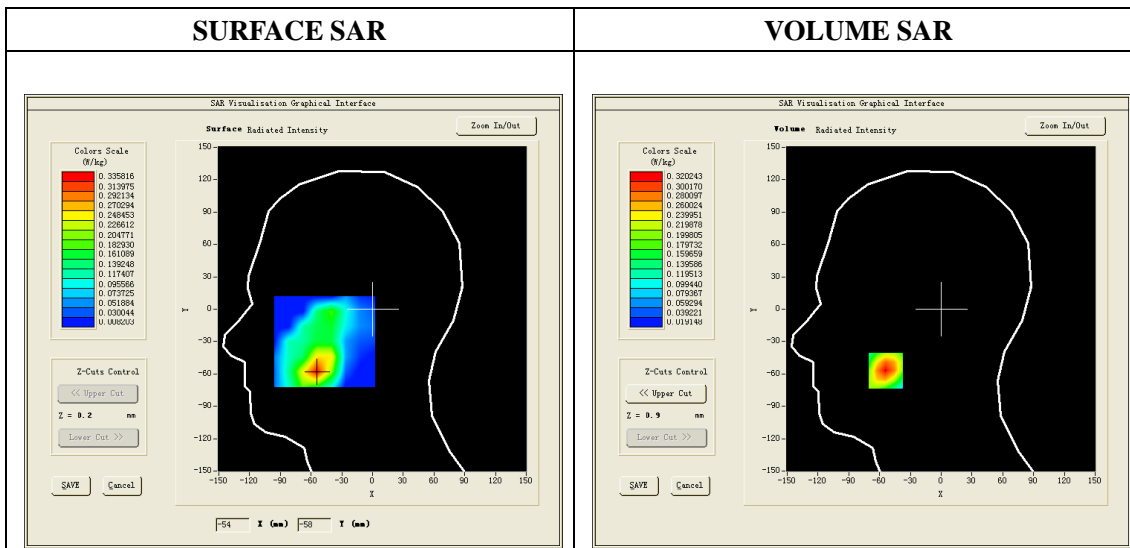 SURFACE SAR
VOLUME SAR
SAR Visualisation Graphical Interface
Surface Radiated Intensity
Zoom In/Out
Colors Scale
(W/kg)
0.335816
0.313975
0.292134
0.270294
0.248453
0.226612
0.204771
0.182930
0.161089
0.139248
0.117407
0.095566
0.073725
0.051884
0.030044
0.008203
150
120
90
60
30
0
-30
-60
-90
-120
-150
Y
-150 -120 -90 -60 -30 0 30 60 90 120 150
X
Z-Cuts Control
<< Upper Cut
Z = 0.2 mm
Lower Cut >>
SAVE Cancel
-54 X (mm) -58 Y (mm)
SAR Visualisation Graphical Interface
Volume Radiated Intensity
Zoom In/Out
Colors Scale
(W/kg)
0.320243
0.300170
0.280097
0.260024
0.239951
0.219878
0.199805
0.179732
0.159659
0.139586
0.119513
0.099440
0.079367
0.059294
0.039221
0.019148
150
120
90
60
30
0
-30
-60
-90
-120
-150
Y
-150 -120 -90 -60 -30 0 30 60 90 120 150
X
Z-Cuts Control
<< Upper Cut
Z = 0.9 mm
Lower Cut >>
SAVE Cancel